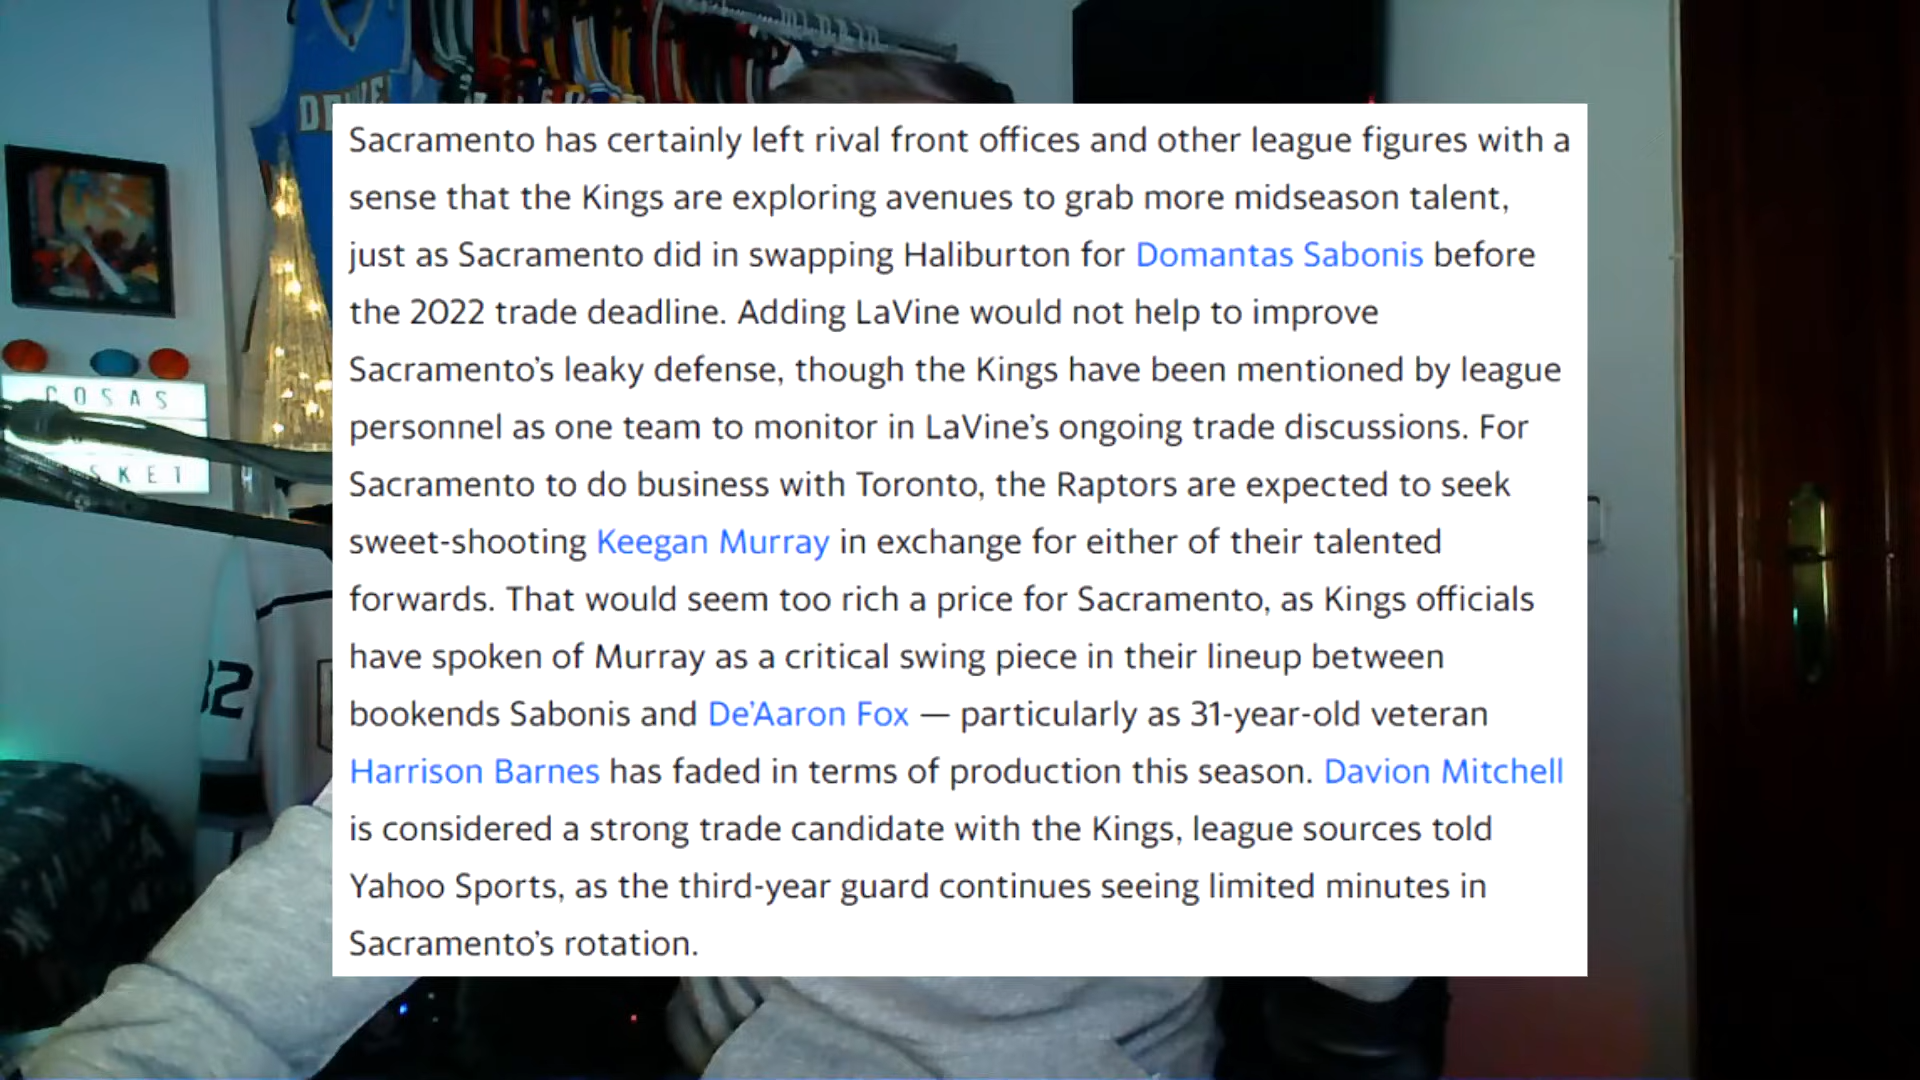 DENVE
Sacramento has certainly left rival front offices and other league figures with a
sense that the Kings are exploring avenues to grab more midseason talent,
just as Sacramento did in swapping Haliburton for Domantas Sabonis before
the 2022 trade deadline. Adding LaVine would not help to improve
Sacramento’s leaky defense, though the Kings have been mentioned by league
personnel as one team to monitor in LaVine’s ongoing trade discussions. For
Sacramento to do business with Toronto, the Raptors are expected to seek
sweet-shooting Keegan Murray in exchange for either of their talented
forwards. That would seem too rich a price for Sacramento, as Kings officials
have spoken of Murray as a critical swing piece in their lineup between
bookends Sabonis and De’Aaron Fox — particularly as 31-year-old veteran
Harrison Barnes has faded in terms of production this season. Davion Mitchell
is considered a strong trade candidate with the Kings, league sources told
Yahoo Sports, as the third-year guard continues seeing limited minutes in
Sacramento’s rotation.
COSAS
SKET
32